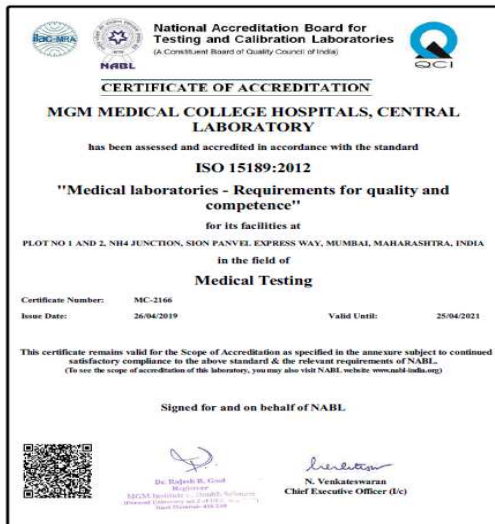 ilac-MRA
NABL
National Accreditation Board for
Testing and Calibration Laboratories
(A Constituent Board of Quality Council of India)
QCI
CERTIFICATE OF ACCREDITATION
MGM MEDICAL COLLEGE HOSPITALS, CENTRAL
LABORATORY
has been assessed and accredited in accordance with the standard
ISO 15189:2012
"Medical laboratories - Requirements for quality and
competence"
for its facilities at
PLOT NO 1 AND 2, NH4 JUNCTION, SION PANVEL EXPRESS WAY, MUMBAI, MAHARASHTRA, INDIA
in the field of
Medical Testing
Certificate Number: MC-2166
Issue Date: 26/04/2019 Valid Until: 25/04/2021
This certificate remains valid for the Scope of Accreditation as specified in the annexure subject to continued
satisfactory compliance to the above standard & the relevant requirements of NABL.
(To see the scope of accreditation of this laboratory, you may also visit NABL website www.nabl-india.org)
Signed for and on behalf of NABL
Dr. Rajesh B. Goel
Registrar
MGM Institute of Health Sciences
N. Venkateswaran
Chief Executive Officer (I/c)